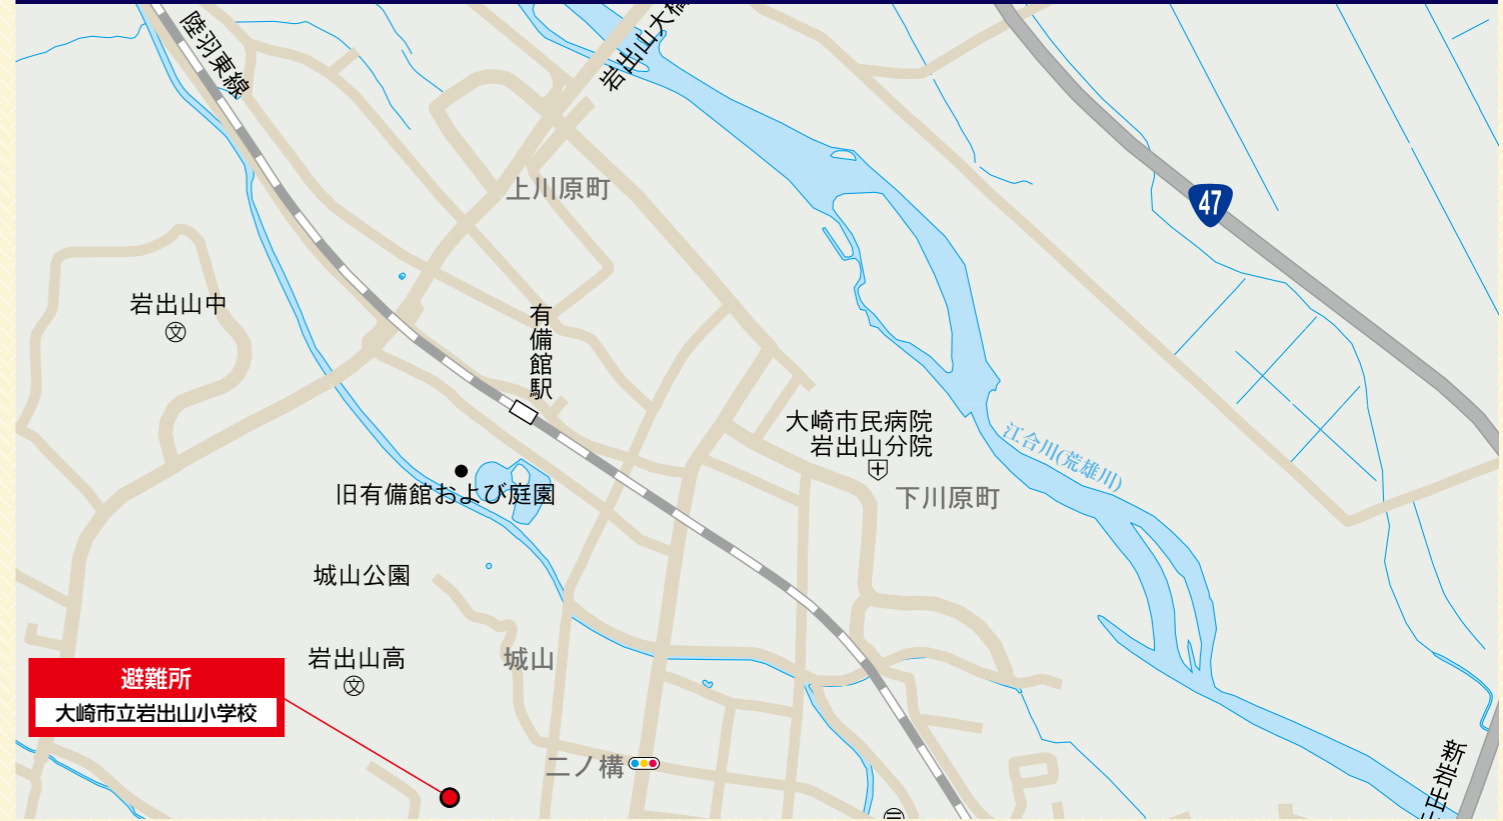 陸羽東線
岩出山大橋
上川原町
47
岩出山中
文
有備館駅
大崎市民病院
岩出山分院
江合川(荒雄川)
下川原町
旧有備館および庭園
城山公園
岩出山高
文
城山
避難所
大崎市立岩出山小学校
二ノ構
新岩出